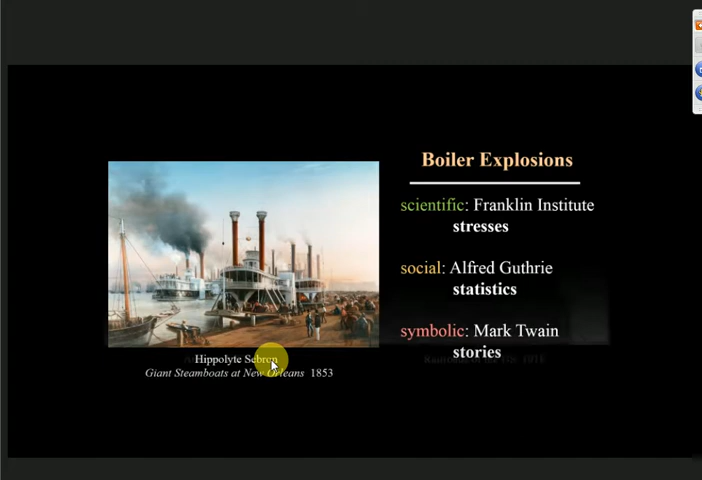 Boiler Explosions
scientific: Franklin Institute
stresses
social: Alfred Guthrie
statistics
symbolic: Mark Twain
stories
Hippolyte Sebron
Giant Steamboats at New Orleans 1853